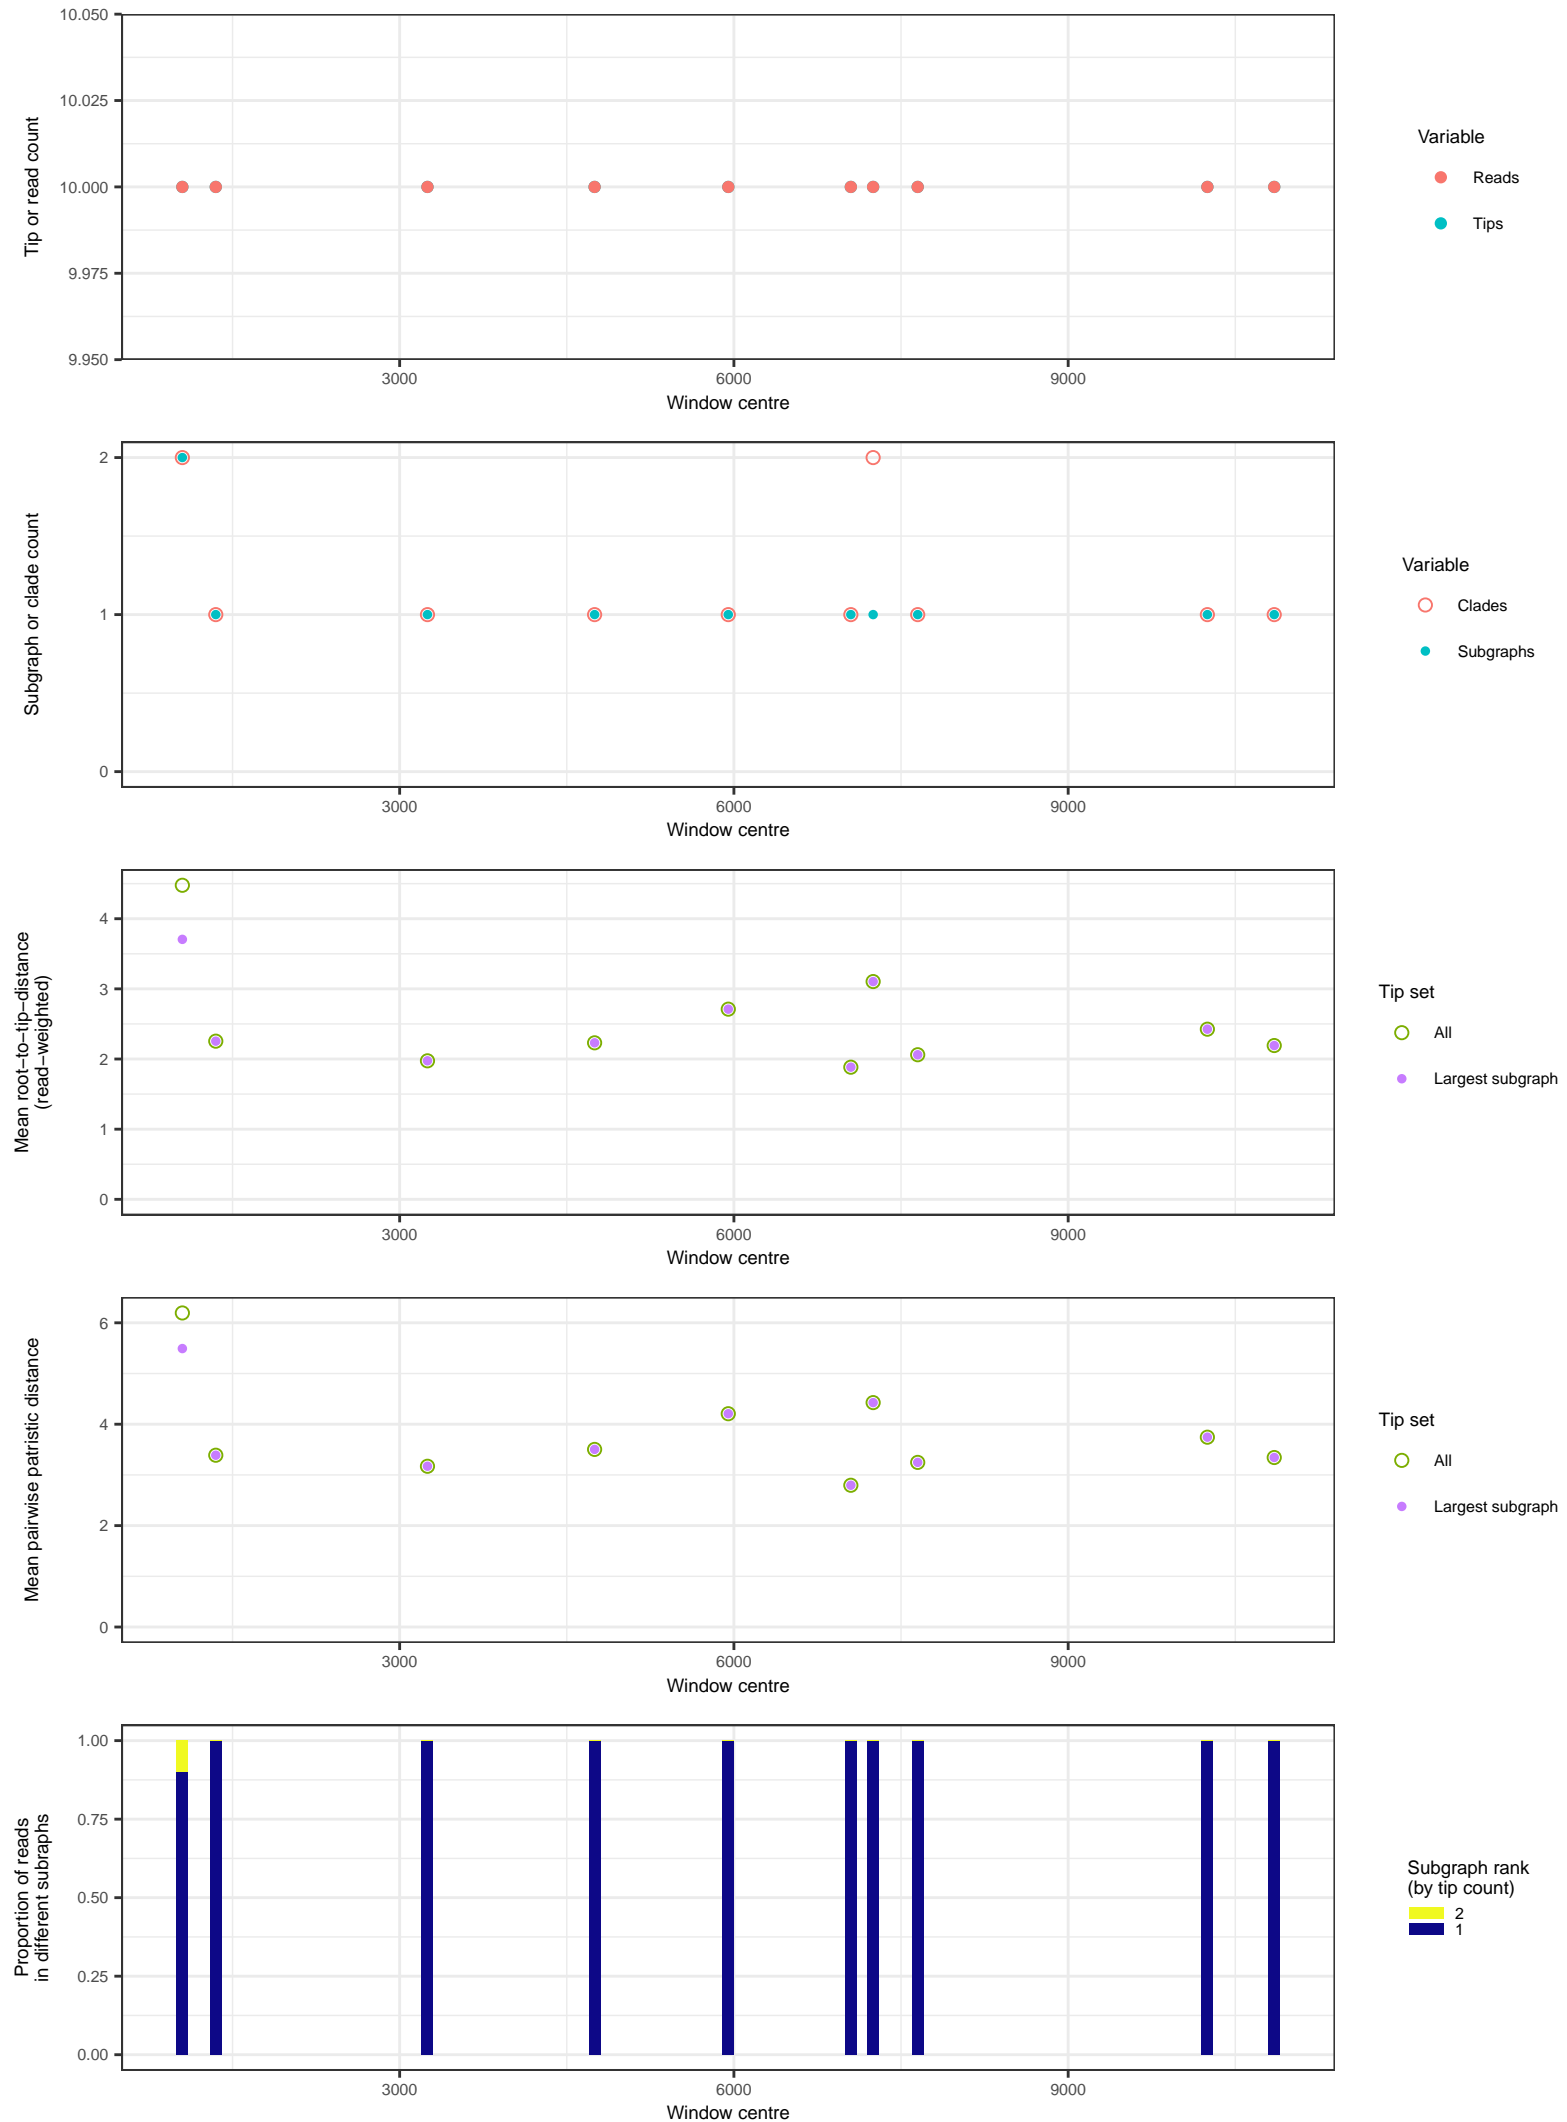 10.050
10.025
10.000
9.975
9.950
Tip or read count
3000
6000
9000
Window centre
Variable
Reads
Tips
2
1
0
Subgraph or clade count
3000
6000
9000
Window centre
Variable
Clades
Subgraphs
4
3
2
1
0
Mean root−to−tip−distance
(read−weighted)
3000
6000
9000
Window centre
Tip set
All
Largest subgraph
6
4
2
0
Mean pairwise patristic distance
3000
6000
9000
Window centre
Tip set
All
Largest subgraph
1.00
0.75
0.50
0.25
0.00
Proportion of reads
in different subraphs
3000
6000
9000
Window centre
Subgraph rank
(by tip count)
2
1